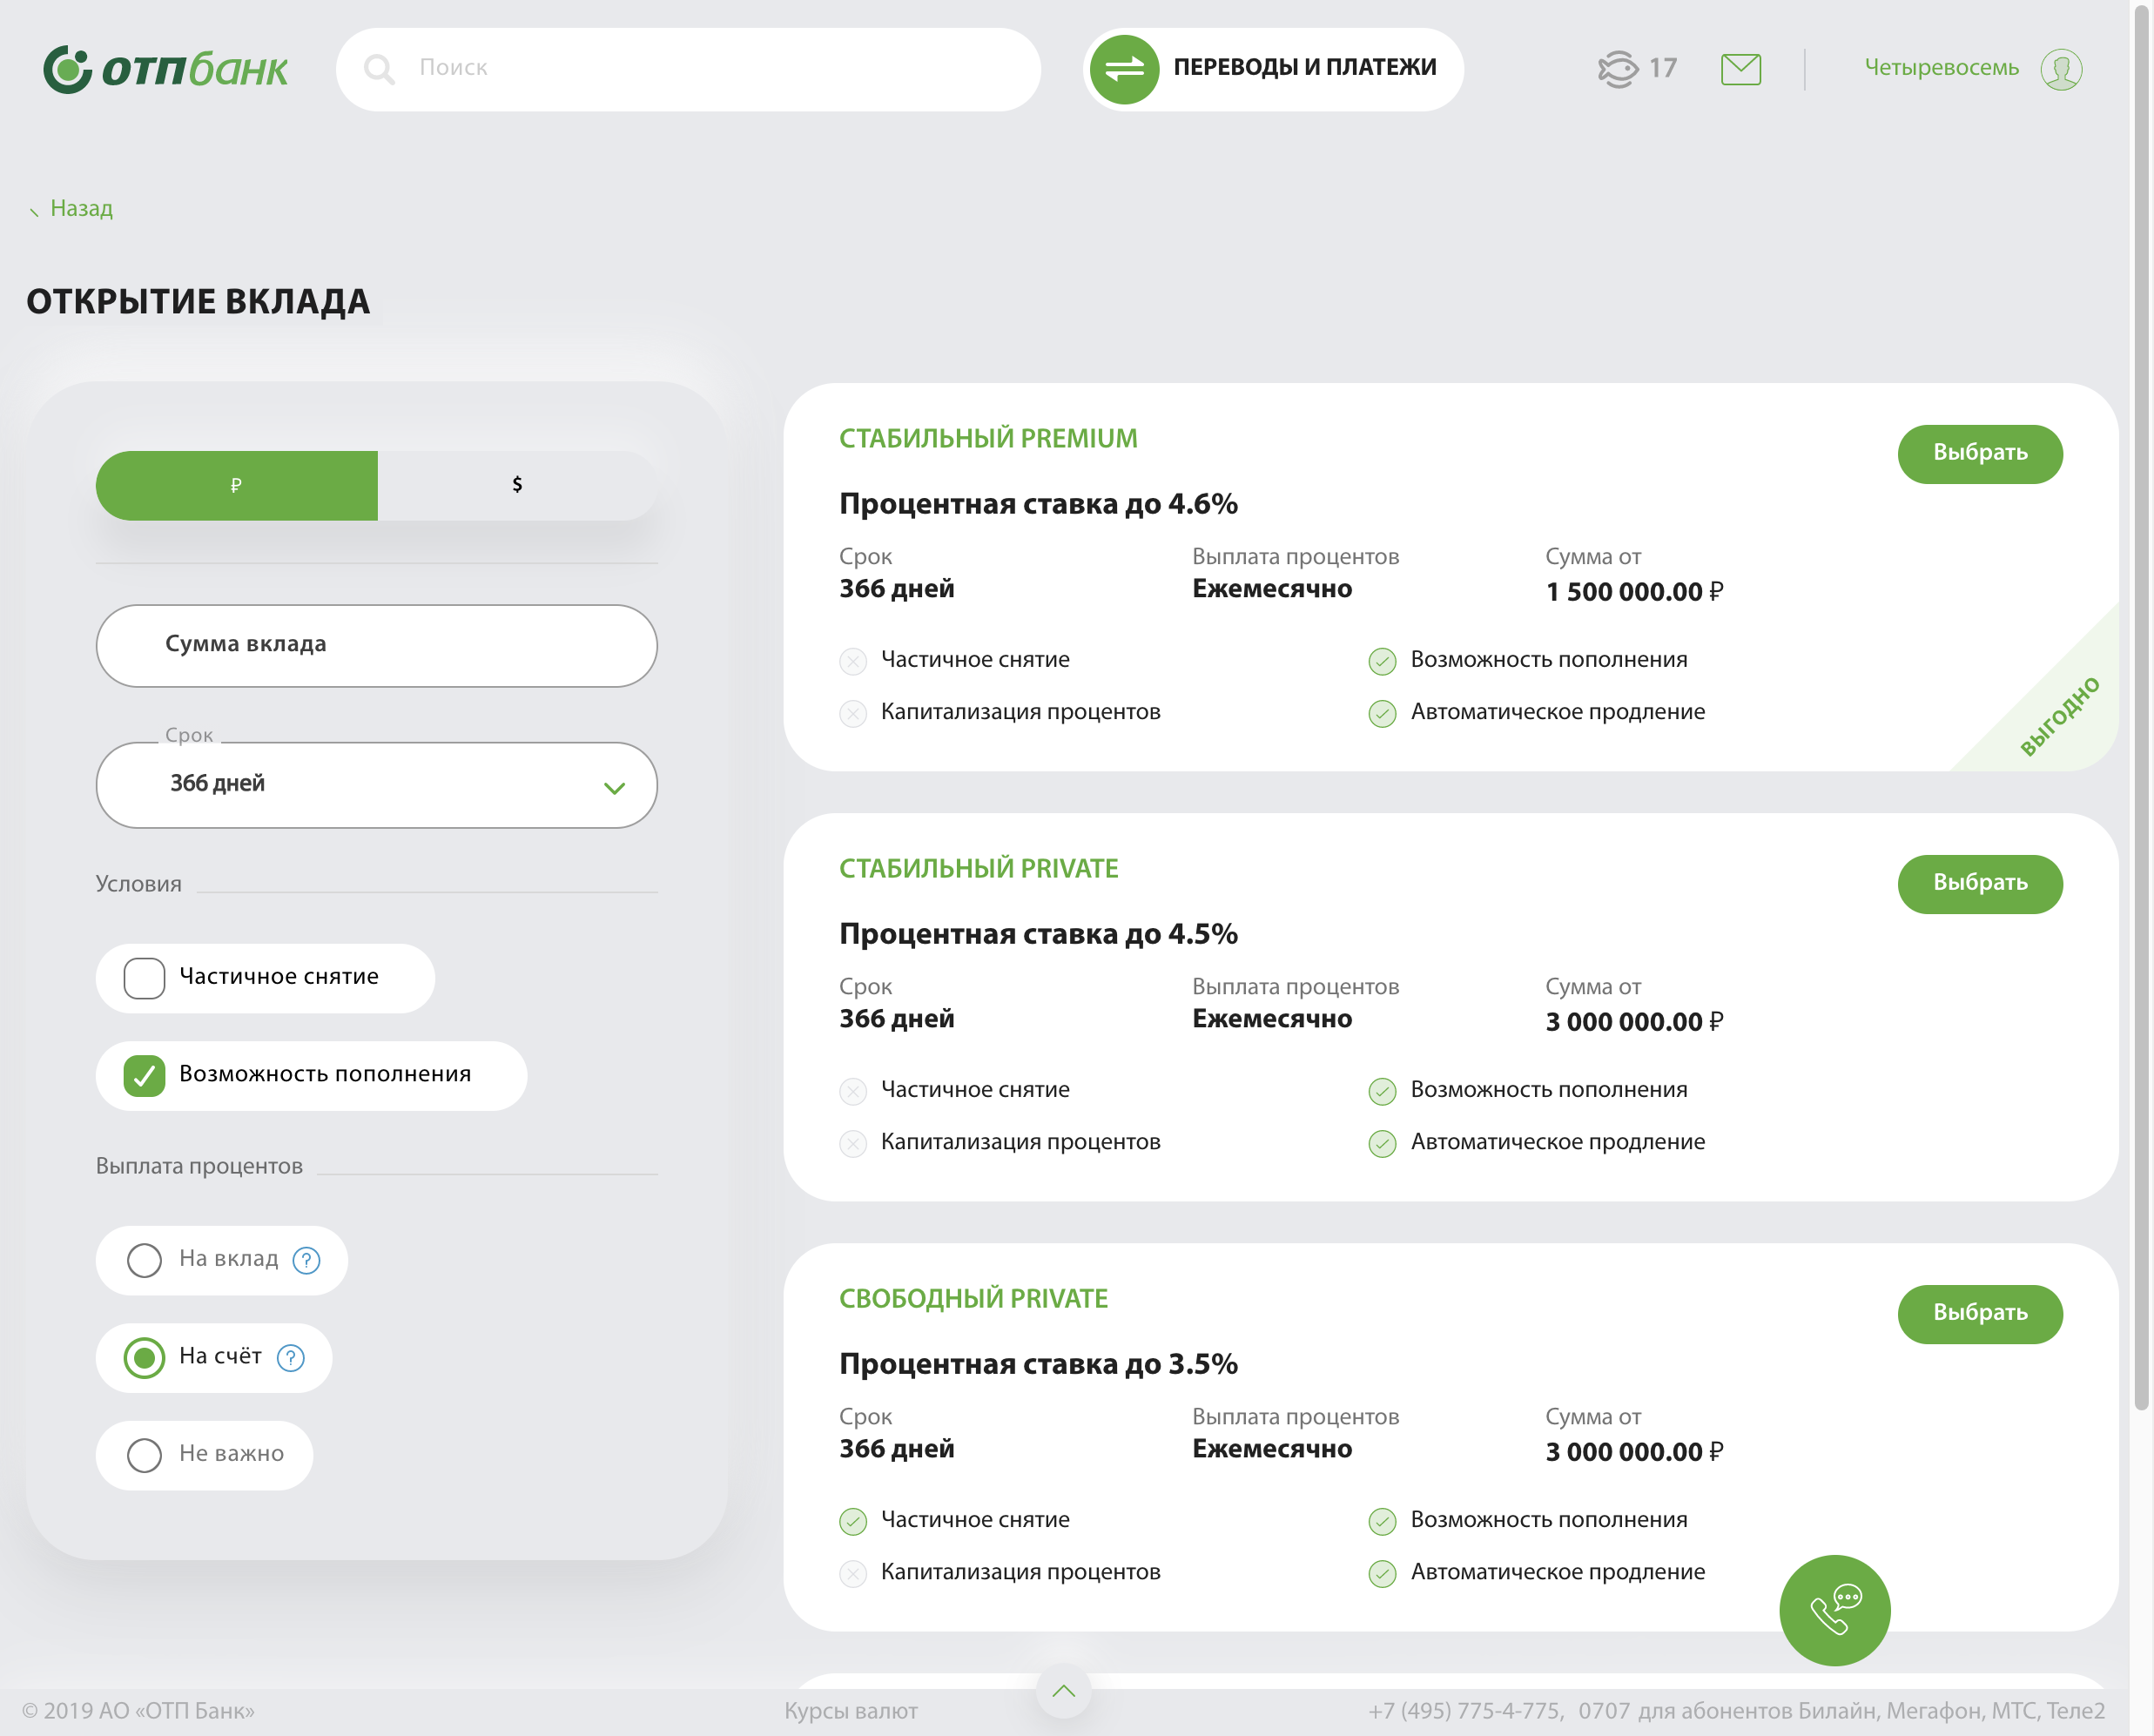 отпбанк
Поиск
ПЕРЕВОДЫ И ПЛАТЕЖИ
17
Четыревосемь
Назад
ОТКРЫТИЕ ВКЛАДА
₽
$
Сумма вклада
Срок
366 дней
Условия
Частичное снятие
Возможность пополнения
Выплата процентов
На вклад ?
На счёт ?
Не важно
СТАБИЛЬНЫЙ PREMIUM
Выбрать
Процентная ставка до 4.6%
Срок
366 дней
Выплата процентов
Ежемесячно
Сумма от
1 500 000.00 ₽
Частичное снятие
Возможность пополнения
Капитализация процентов
Автоматическое продление
ВЫГОДНО
СТАБИЛЬНЫЙ PRIVATE
Выбрать
Процентная ставка до 4.5%
Срок
366 дней
Выплата процентов
Ежемесячно
Сумма от
3 000 000.00 ₽
Частичное снятие
Возможность пополнения
Капитализация процентов
Автоматическое продление
СВОБОДНЫЙ PRIVATE
Выбрать
Процентная ставка до 3.5%
Срок
366 дней
Выплата процентов
Ежемесячно
Сумма от
3 000 000.00 ₽
Частичное снятие
Возможность пополнения
Капитализация процентов
Автоматическое продление
© 2019 АО «ОТП Банк»
Курсы валют
+7 (495) 775-4-775, 0707 для абонентов Билайн, Мегафон, МТС, Теле2